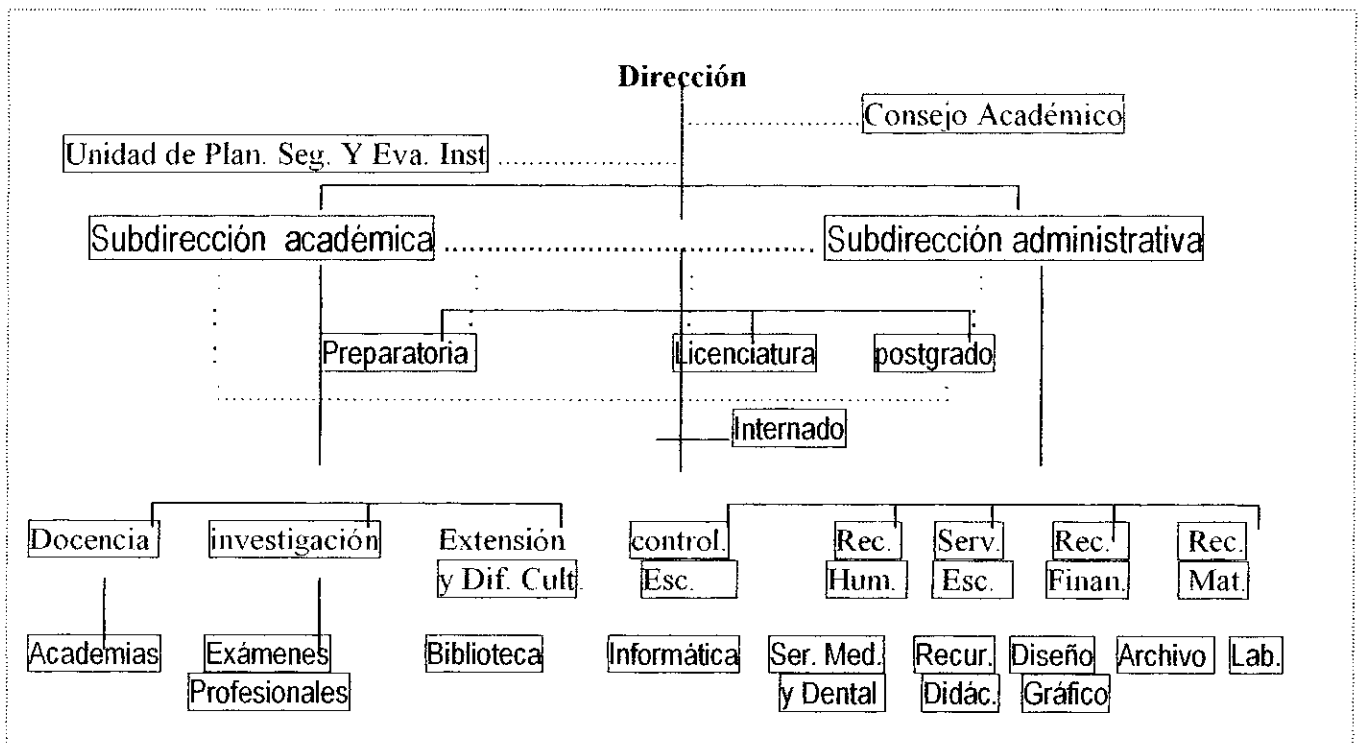 Dirección
Consejo Académico
Unidad de Plan. Seg. Y Eva. Inst
Subdirección académica
Subdirección administrativa
Preparatoria
Licenciatura
postgrado
Internado
Docencia
investigación
Extensión
y Dif. Cult.
control.
Esc.
Rec.
Hum.
Serv.
Esc.
Rec.
Finan.
Rec.
Mat.
Academias
Exámenes
Profesionales
Biblioteca
Informática
Ser. Med.
y Dental
Recur.
Didác.
Diseño
Gráfico
Archivo
Lab.